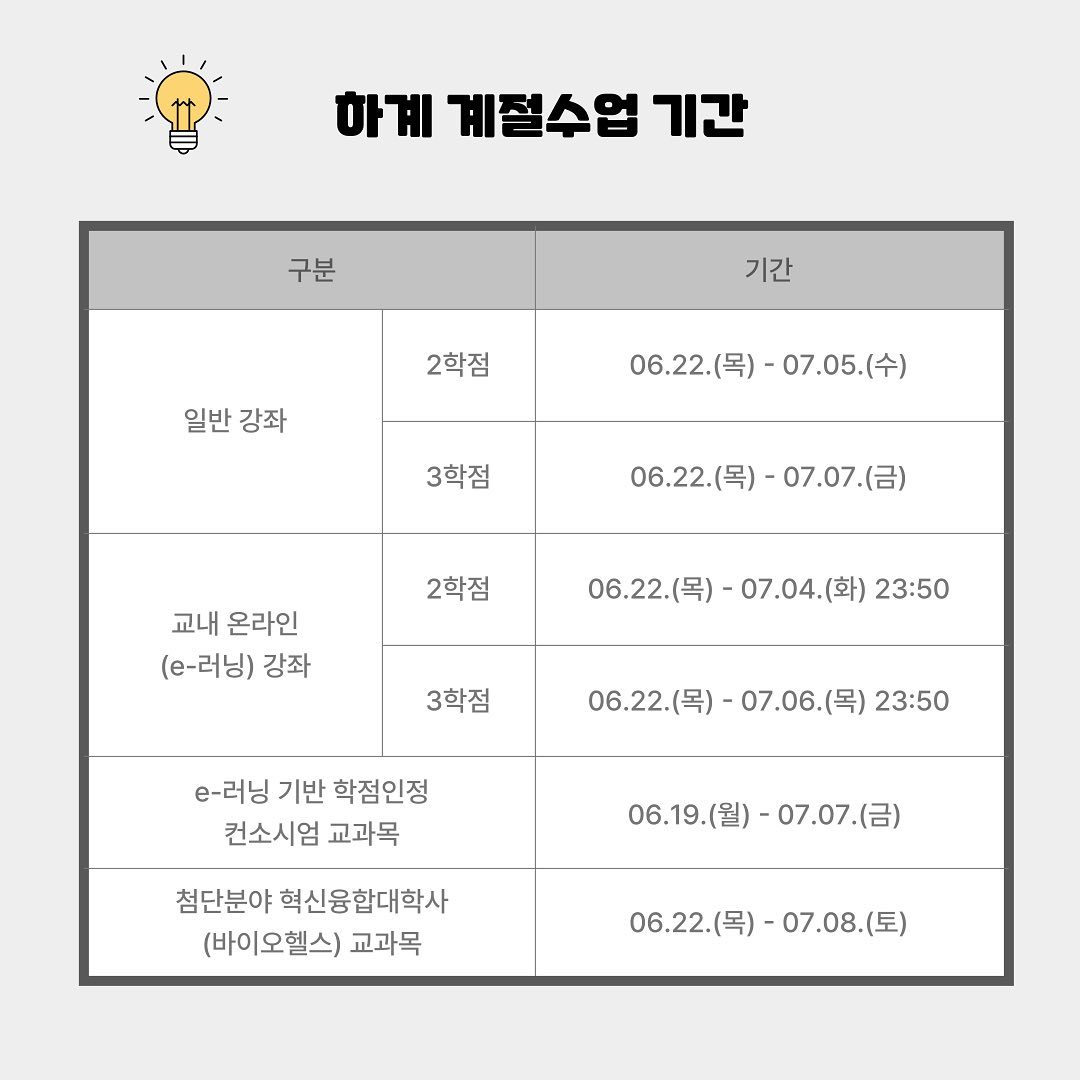 하계 계절수업 기간
구분
기간
일반 강좌
2학점
06.22.(목) - 07.05.(수)
3학점
06.22.(목) - 07.07.(금)
교내 온라인
(e-러닝) 강좌
2학점
06.22.(목) - 07.04.(화) 23:50
3학점
06.22.(목) - 07.06.(목) 23:50
e-러닝 기반 학점인정
컨소시엄 교과목
06.19.(월) - 07.07.(금)
첨단분야 혁신융합대학사
(바이오헬스) 교과목
06.22.(목) - 07.08.(토)